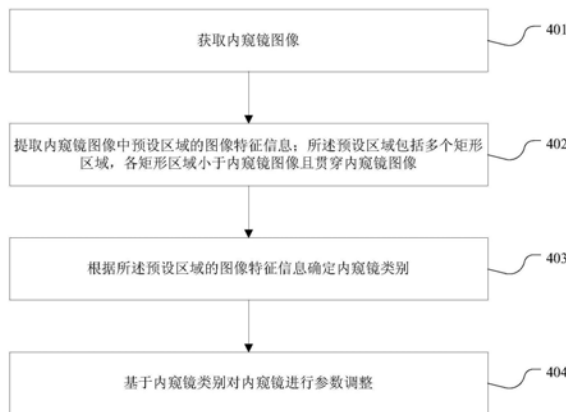 获取内窥镜图像
401
提取内窥镜图像中预设区域的图像特征信息；所述预设区域包括多个矩形
区域，各矩形区域小于内窥镜图像且贯穿内窥镜图像
402
根据所述预设区域的图像特征信息确定内窥镜类别
403
基于内窥镜类别对内窥镜进行参数调整
404